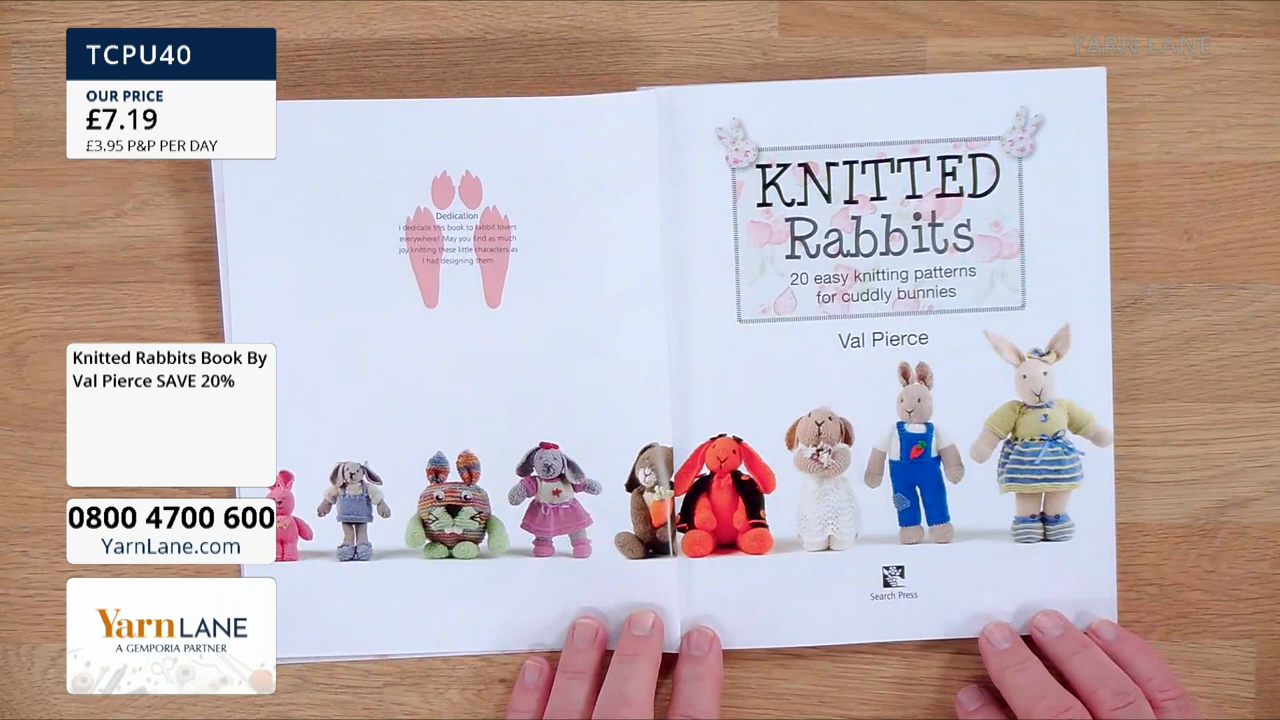 TCPU40
OUR PRICE
£7.19
£3.95 P&P PER DAY
YARN LANE
Dedication
I dedicate this book to rabbit lovers
everywhere! May you find as much
joy knitting these little characters as
I had designing them.
KNITTED
Rabbits
20 easy knitting patterns
for cuddly bunnies
Val Pierce
Search Press
Knitted Rabbits Book By
Val Pierce SAVE 20%
0800 4700 600
YarnLane.com
Yarn LANE
A GEMPORIA PARTNER